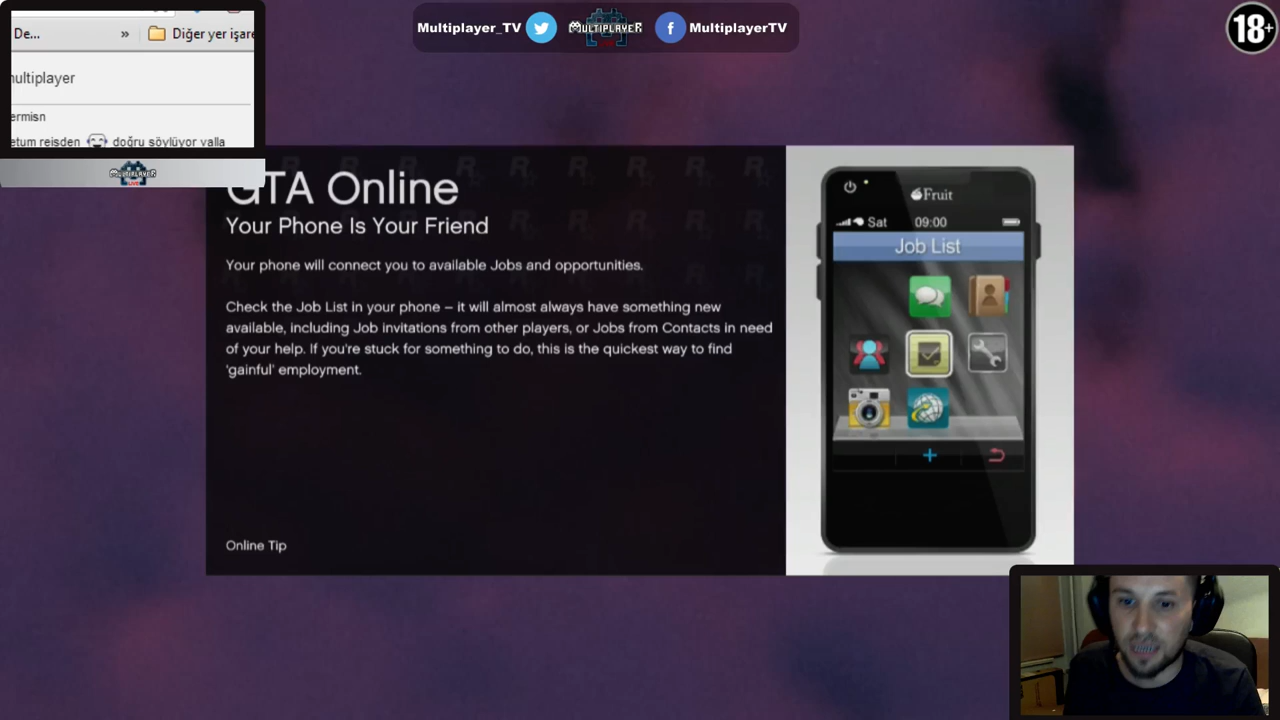 De...
»
Diğer yer işare
ultiplayer
ermisn
etum reisden doğru söylüyor valla
MULTIPLAYER
LIVE
Multiplayer_TV
MULTIPLAYER
MultiplayerTV
18+
GTA Online
Your Phone Is Your Friend
Your phone will connect you to available Jobs and opportunities.
Check the Job List in your phone – it will almost always have something new
available, including Job invitations from other players, or Jobs from Contacts in need
of your help. If you're stuck for something to do, this is the quickest way to find
'gainful' employment.
Online Tip
Fruit
Sat 09:00
Job List